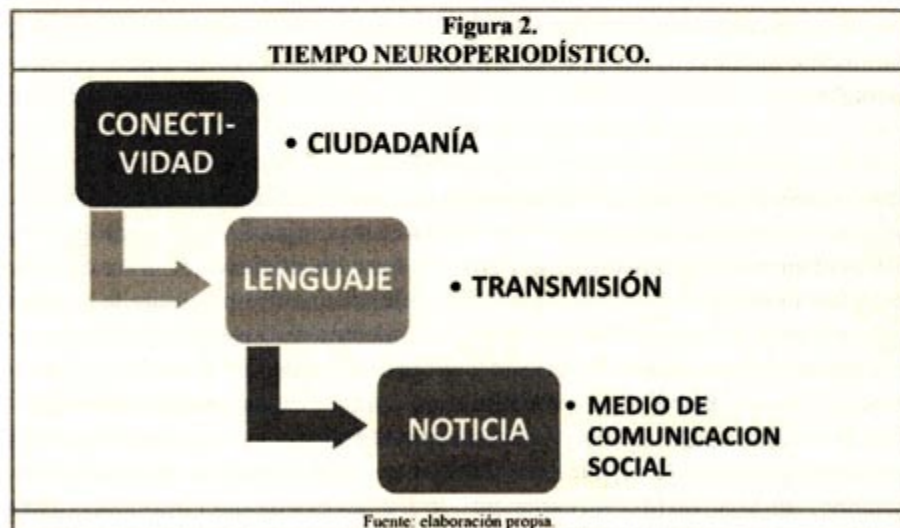 Figura 2.
TIEMPO NEUROPERIODÍSTICO.
CONECTI-
VIDAD
• CIUDADANÍA
LENGUAJE
• TRANSMISIÓN
NOTICIA
• MEDIO DE
COMUNICACION
SOCIAL
Fuente: elaboración propia.